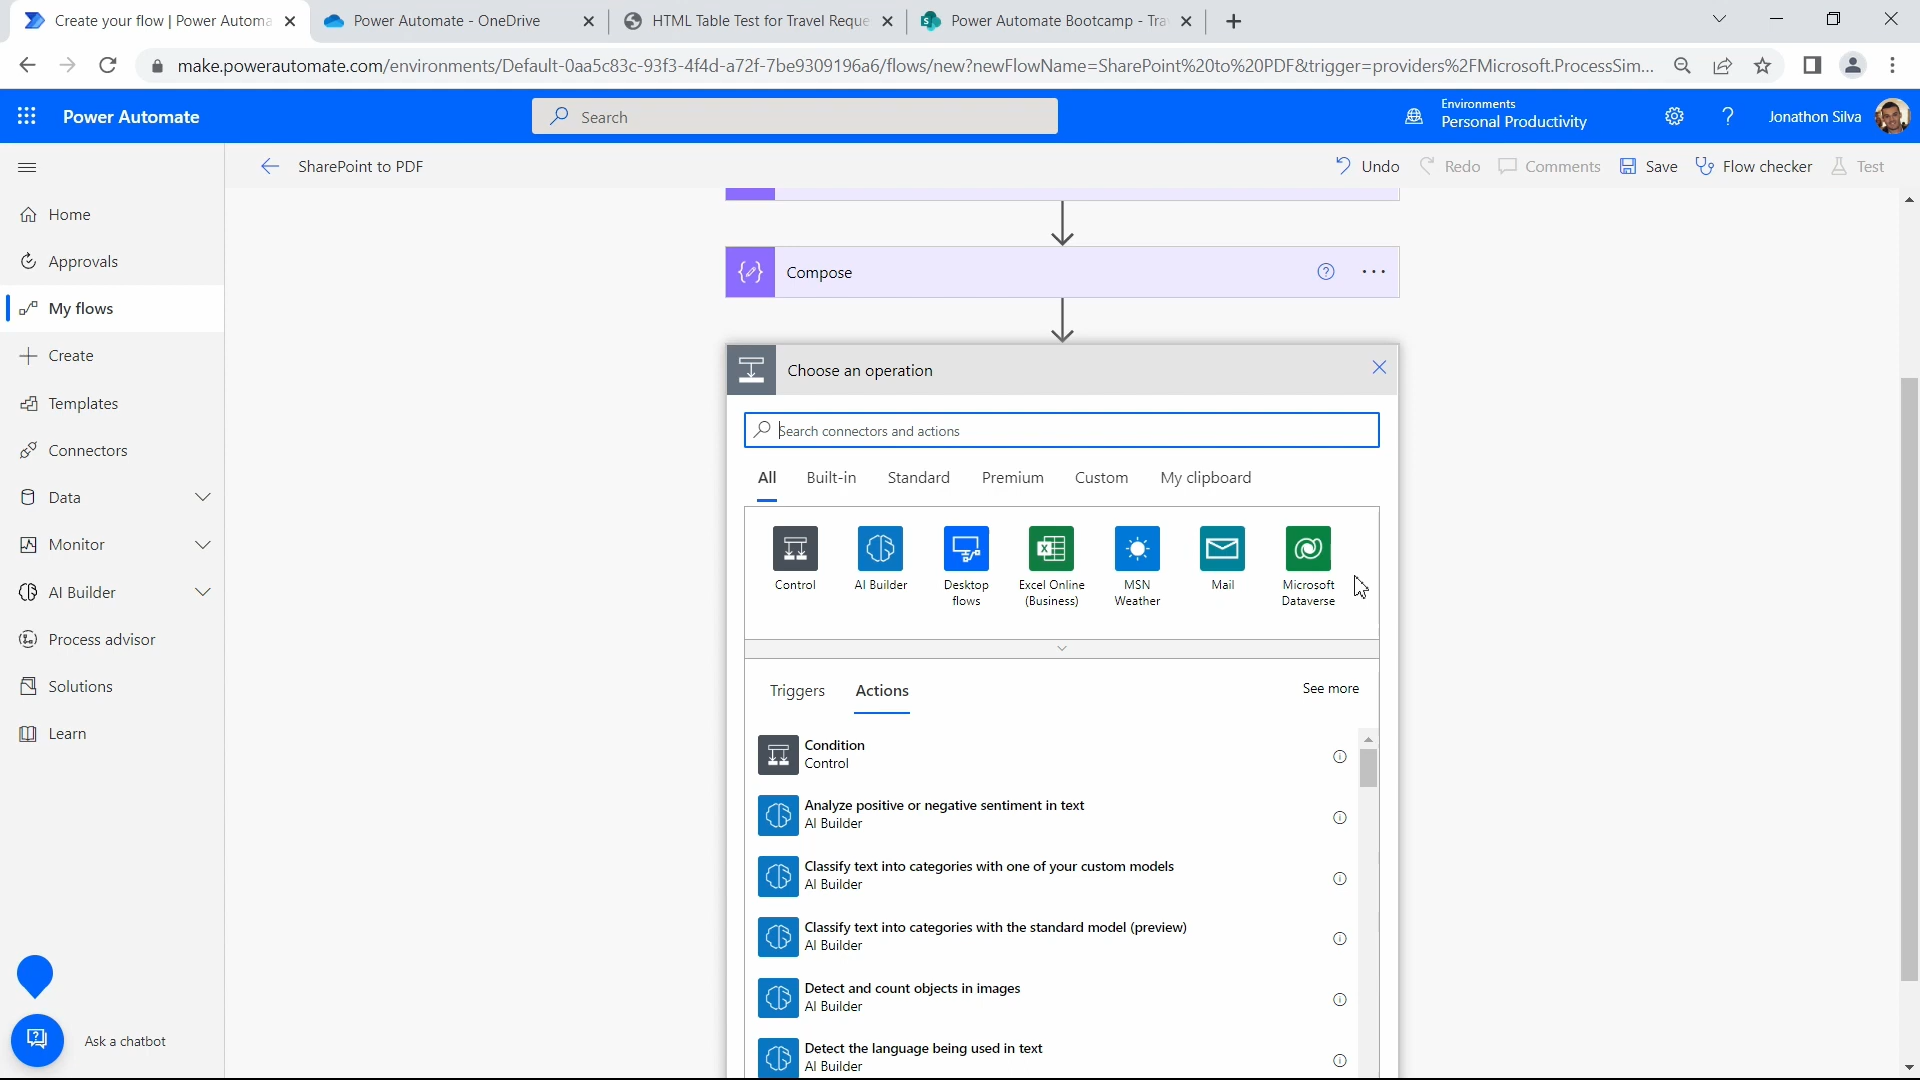 Create your flow | Power Automa
Power Automate - OneDrive
HTML Table Test for Travel Reque
Power Automate Bootcamp - Tra
make.powerautomate.com/environments/Default-0aa5c83c-93f3-4f4d-a72f-7be9309196a6/flows/new?newFlowName=SharePoint%20to%20PDF&trigger=providers%2FMicrosoft.ProcessSim...
Power Automate
Search
Environments
Personal Productivity
Jonathon Silva
SharePoint to PDF
Undo
Redo
Comments
Save
Flow checker
Test
Home
Approvals
My flows
Create
Templates
Connectors
Data
Monitor
AI Builder
Process advisor
Solutions
Learn
Ask a chatbot
Compose
Choose an operation
Search connectors and actions
All
Built-in
Standard
Premium
Custom
My clipboard
Control
AI Builder
Desktop
flows
Excel Online
(Business)
MSN
Weather
Mail
Microsoft
Dataverse
Triggers
Actions
See more
Condition
Control
Analyze positive or negative sentiment in text
AI Builder
Classify text into categories with one of your custom models
AI Builder
Classify text into categories with the standard model (preview)
AI Builder
Detect and count objects in images
AI Builder
Detect the language being used in text
AI Builder